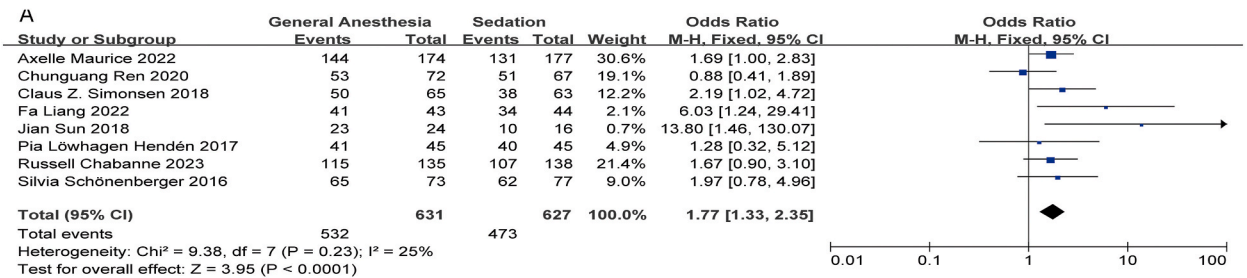 A
General Anesthesia Sedation Odds Ratio Odds Ratio
Study or Subgroup Events Total Events Total Weight M-H, Fixed, 95% CI M-H, Fixed, 95% CI
Axelle Maurice 2022 144 174 131 177 30.6% 1.69 [1.00, 2.83]
Chunguang Ren 2020 53 72 51 67 19.1% 0.88 [0.41, 1.89]
Claus Z. Simonsen 2018 50 65 38 63 12.2% 2.19 [1.02, 4.72]
Fa Liang 2022 41 43 34 44 2.1% 6.03 [1.24, 29.41]
Jian Sun 2018 23 24 10 16 0.7% 13.80 [1.46, 130.07]
Pia Löwhagen Hendén 2017 41 45 40 45 4.9% 1.28 [0.32, 5.12]
Russell Chabanne 2023 115 135 107 138 21.4% 1.67 [0.90, 3.10]
Silvia Schönenberger 2016 65 73 62 77 9.0% 1.97 [0.78, 4.96]
Total (95% CI) 631 627 100.0% 1.77 [1.33, 2.35]
Total events 532 473
Heterogeneity: Chi² = 9.38, df = 7 (P = 0.23); I² = 25%
Test for overall effect: Z = 3.95 (P < 0.0001)
0.01 0.1 1 10 100